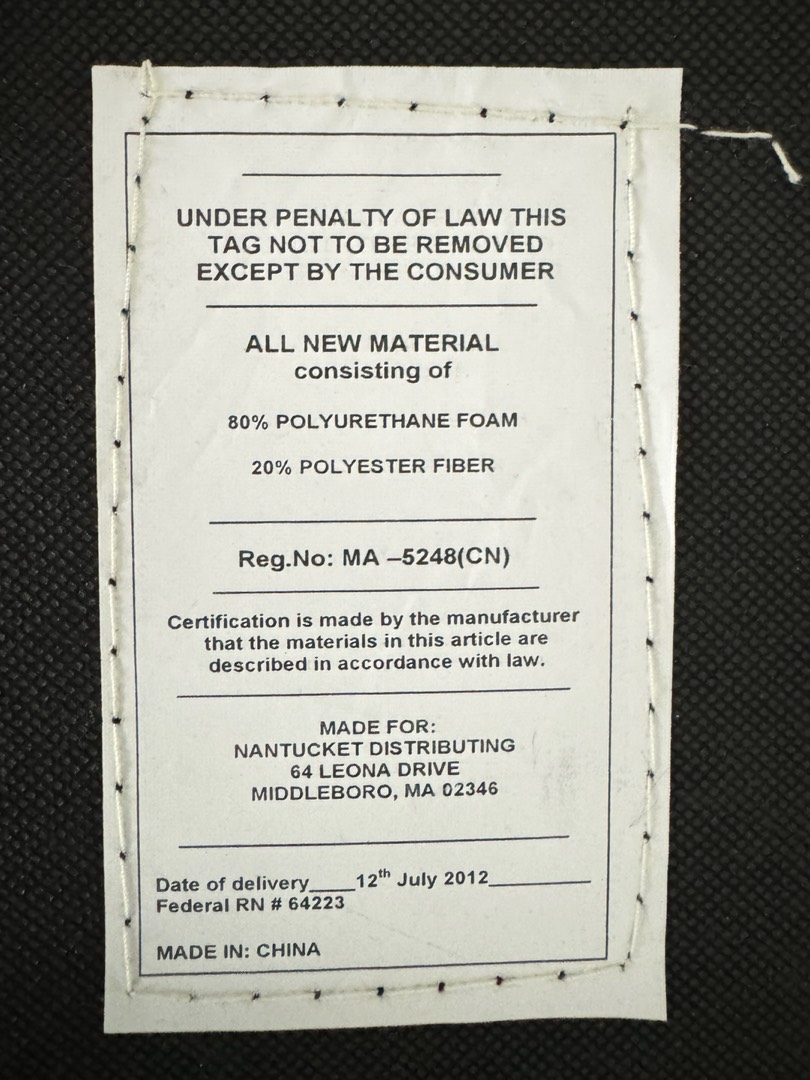 UNDER PENALTY OF LAW THIS
TAG NOT TO BE REMOVED
EXCEPT BY THE CONSUMER
ALL NEW MATERIAL
consisting of
80% POLYURETHANE FOAM
20% POLYESTER FIBER
Reg.No: MA –5248(CN)
Certification is made by the manufacturer
that the materials in this article are
described in accordance with law.
MADE FOR:
NANTUCKET DISTRIBUTING
64 LEONA DRIVE
MIDDLEBORO, MA 02346
Date of delivery____12th July 2012_________
Federal RN # 64223
MADE IN: CHINA